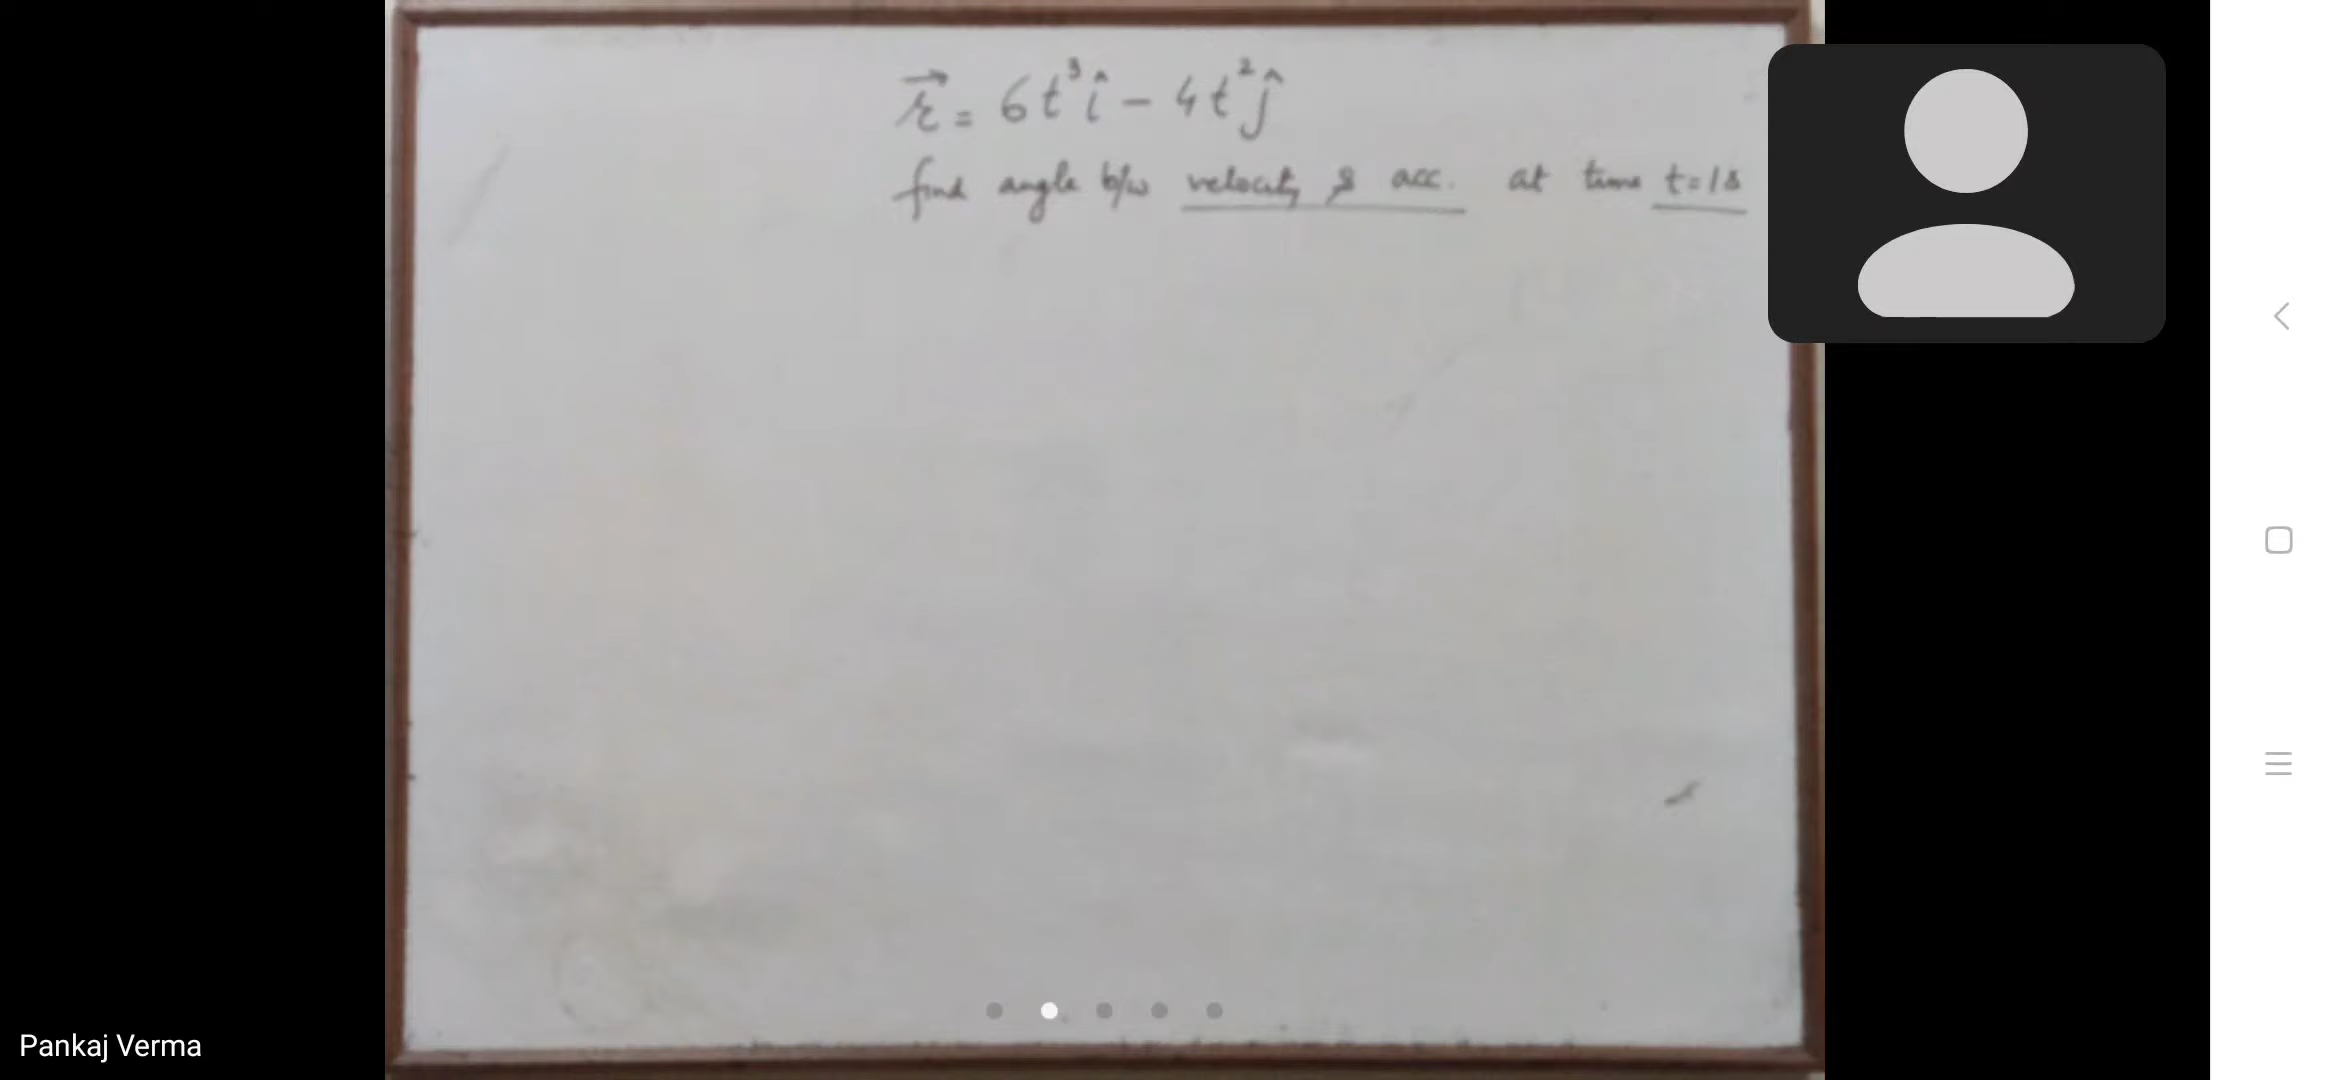 r⃗ = 6t³î - 4t²ĵ
find angle b/w velocity & acc. at time t=1s
Pankaj Verma